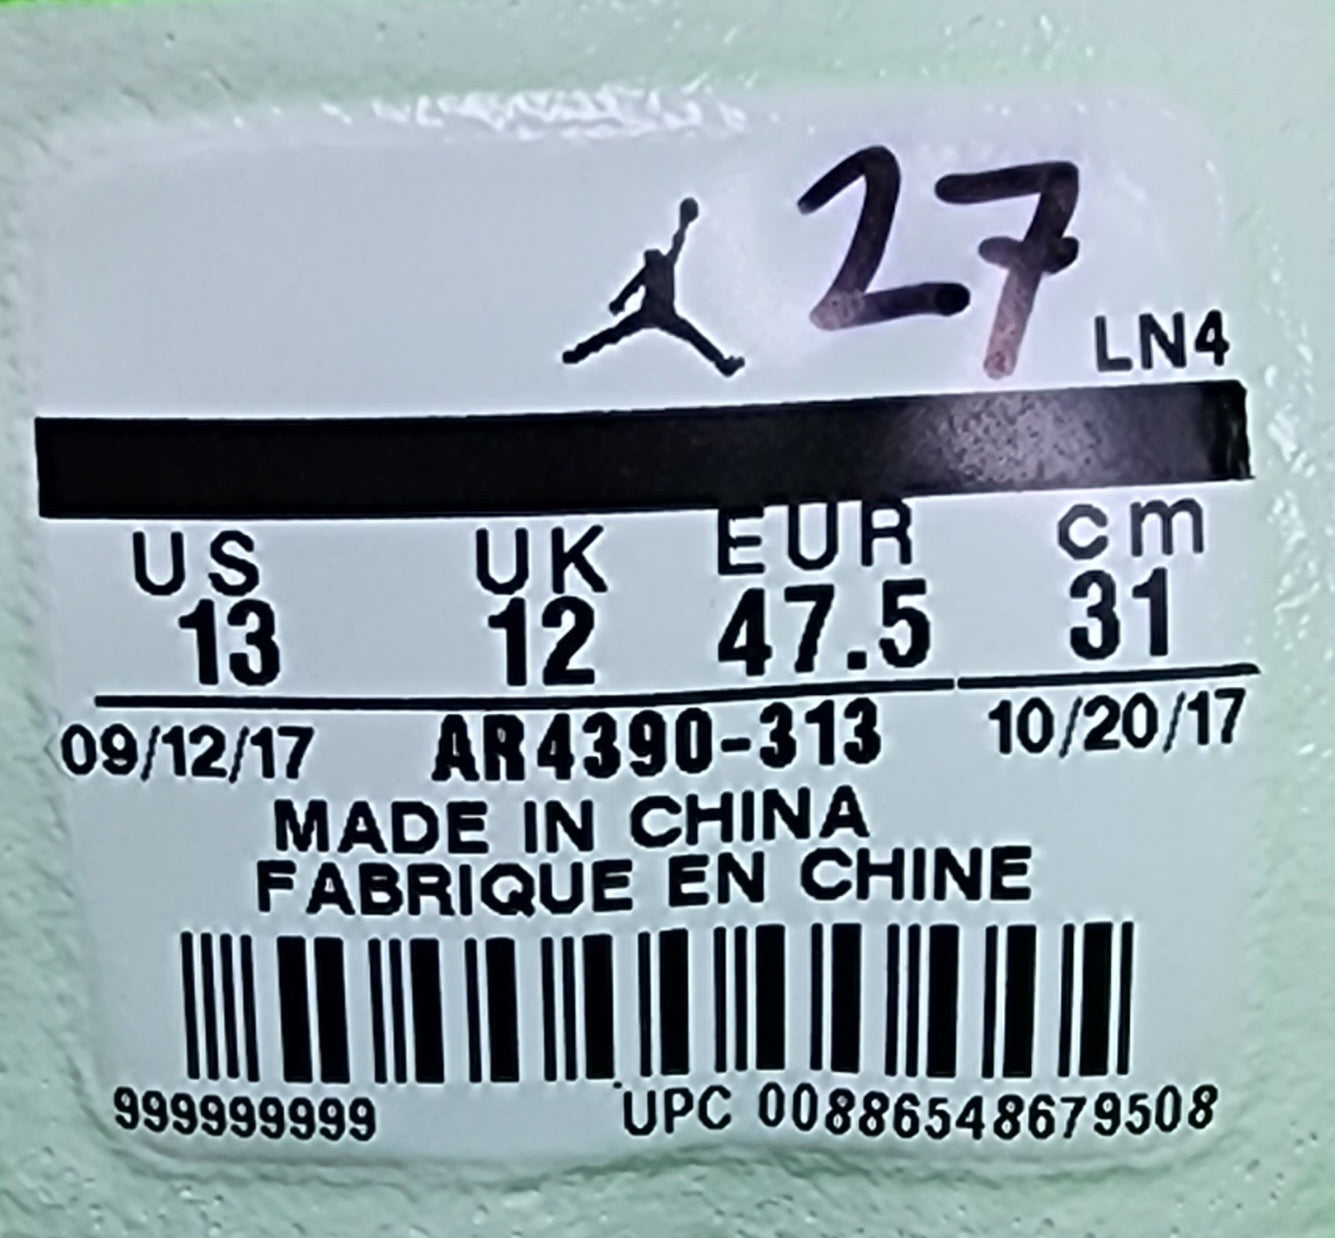 27
LN4
US UK EUR cm
13 12 47.5 31
09/12/17 AR4390-313 10/20/17
MADE IN CHINA
FABRIQUE EN CHINE
999999999 UPC 00886548679508